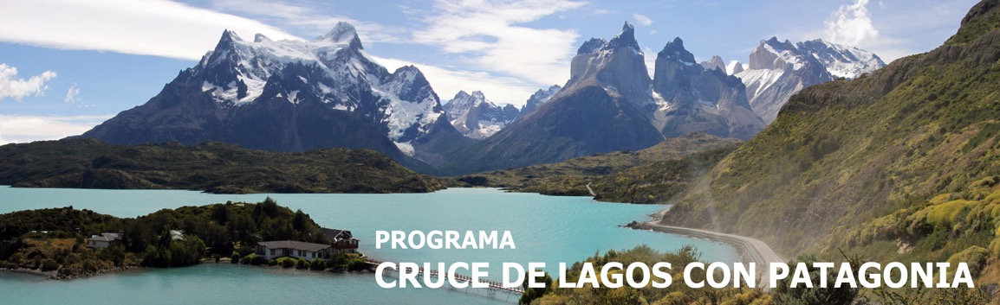 PROGRAMA
CRUCE DE LAGOS CON PATAGONIA